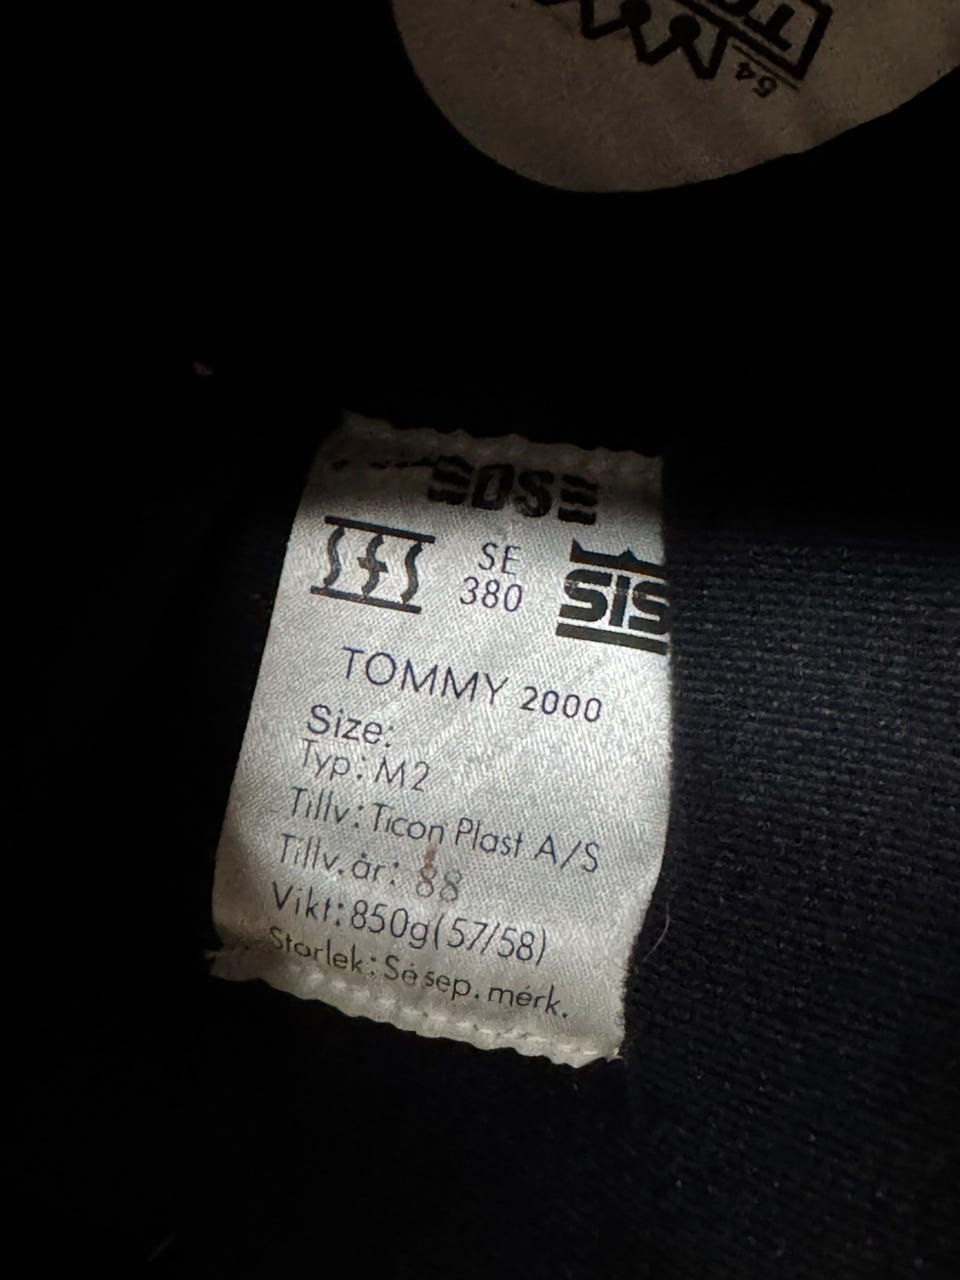 SE
380
SIS
TOMMY 2000
Size:
Typ: M2
Tillv: Ticon Plast A/S
Tillv.år: 88
Vikt: 850g(57/58)
Storlek: Se sep. märk.